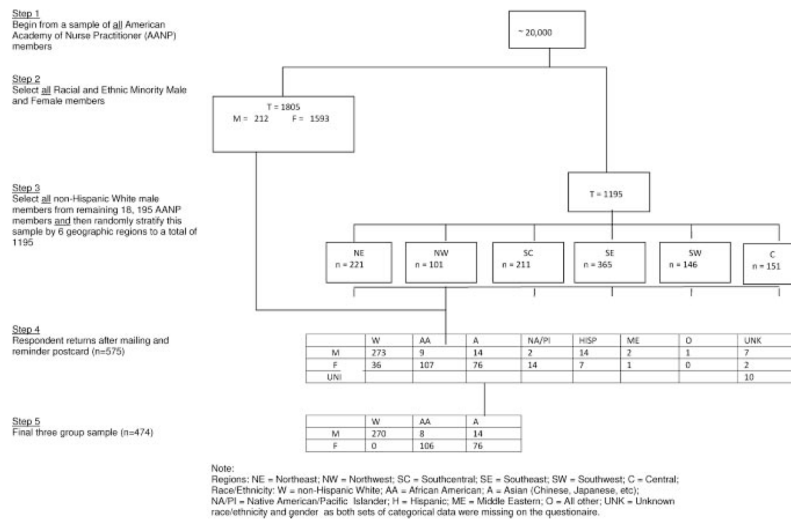 Step 1
Begin from a sample of all American
Academy of Nurse Practitioner (AANP)
members
~ 20,000
Step 2
Select all Racial and Ethnic Minority Male
and Female members
T = 1805
M = 212 F = 1593
Step 3
Select all non-Hispanic White male
members from remaining 18, 195 AANP
members and then randomly stratify this
sample by 6 geographic regions to a total of
1195
T = 1195
NE
n = 221
NW
n = 101
SC
n = 211
SE
n = 365
SW
n = 146
C
n = 151
Step 4
Respondent returns after mailing and
reminder postcard (n=575)
W AA A NA/PI HISP ME O UNK
M 273 9 14 2 14 2 1 7
F 36 107 76 14 7 1 0 2
UNI 10
Step 5
Final three group sample (n=474)
W AA A
M 270 8 14
F 0 106 76
Note:
Regions: NE = Northeast; NW = Northwest; SC = Southcentral; SE = Southeast; SW = Southwest; C = Central;
Race/Ethnicity: W = non-Hispanic White; AA = African American; A = Asian (Chinese, Japanese, etc);
NA/PI = Native American/Pacific Islander; H = Hispanic; ME = Middle Eastern; O = All other; UNK = Unknown
race/ethnicity and gender as both sets of categorical data were missing on the questionaire.